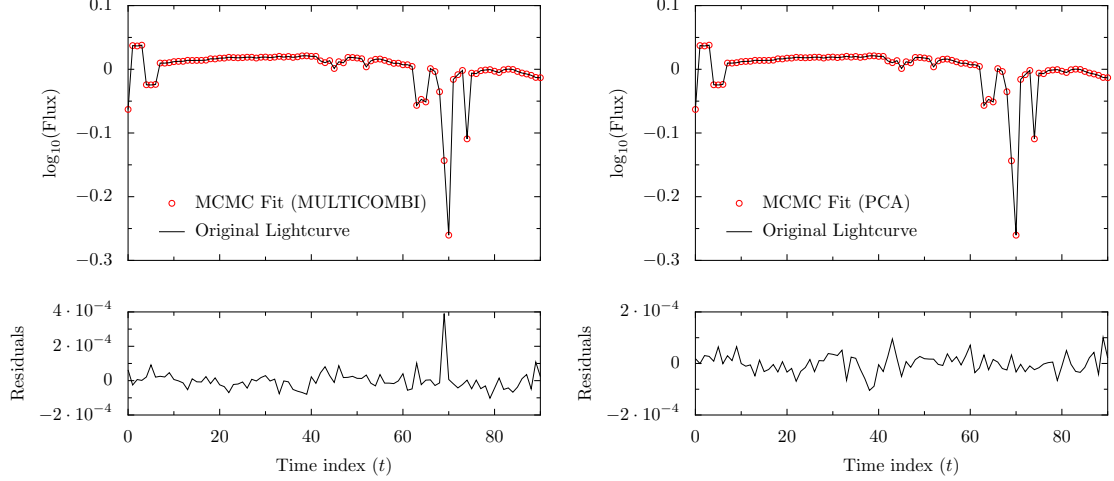 0.1
0
−0.1
−0.2
−0.3
log₁₀(Flux)
MCMC Fit (MULTICOMBI)
Original Lightcurve
4 · 10⁻⁴
2 · 10⁻⁴
0
−2 · 10⁻⁴
Residuals
0 20 40 60 80
Time index (t)
0.1
0
−0.1
−0.2
−0.3
log₁₀(Flux)
MCMC Fit (PCA)
Original Lightcurve
2 · 10⁻⁴
0
−2 · 10⁻⁴
Residuals
0 20 40 60 80
Time index (t)